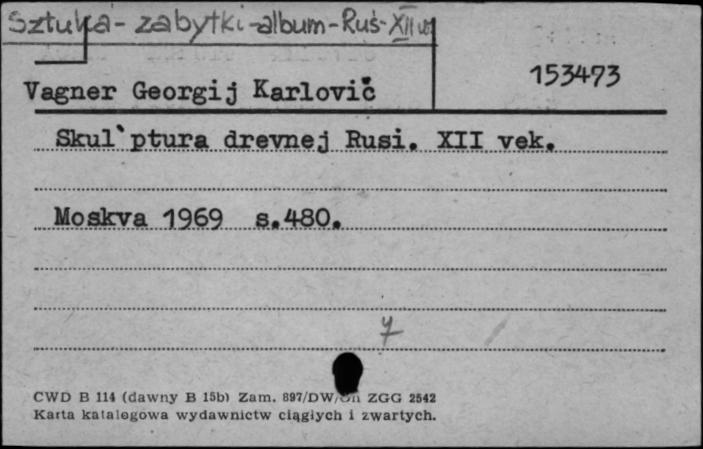 Sztuka - zabytki - album - Ruś - XII w.
153473
Vagner Georgij Karlovič
Skul`ptura drevnej Rusi. XII vek.
Moskva 1969 s.480.
CWD B 114 (dawny B 15b) Zam. 897/DW/ ZGG 2542
Karta katalogowa wydawnictw ciągłych i zwartych.